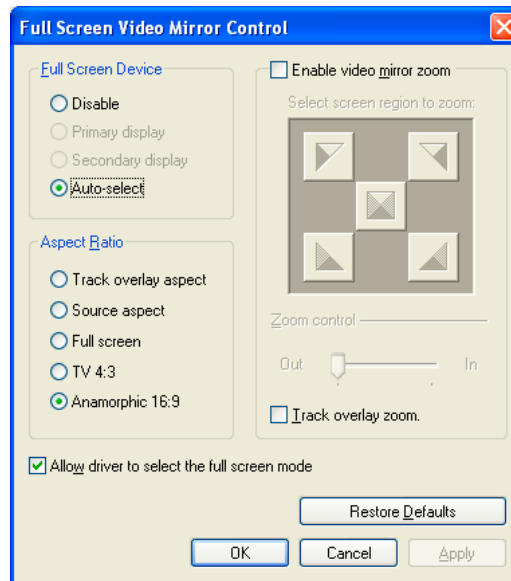 Full Screen Video Mirror Control
Full Screen Device
Disable
Primary display
Secondary display
Auto-select
Aspect Ratio
Track overlay aspect
Source aspect
Full screen
TV 4:3
Anamorphic 16:9
Enable video mirror zoom
Select screen region to zoom:
Zoom control
Out
In
Track overlay zoom.
Allow driver to select the full screen mode
Restore Defaults
OK
Cancel
Apply